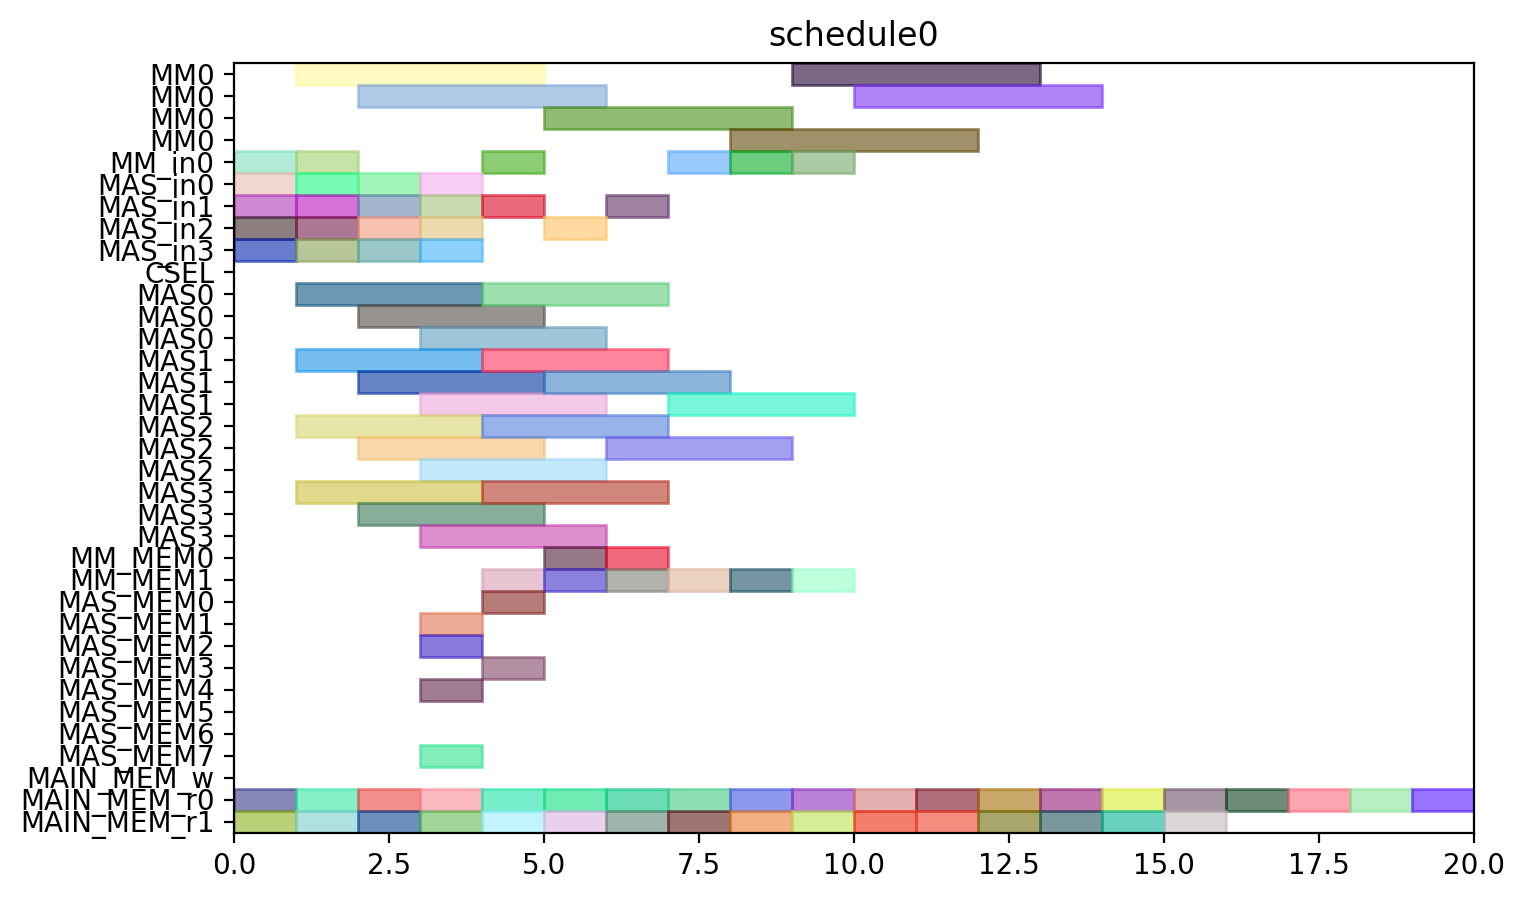 schedule0
MM0
MM0
MM0
MM0
MM_in0
MAS_in0
MAS_in1
MAS_in2
MAS_in3
CSEL
MAS0
MAS0
MAS0
MAS1
MAS1
MAS1
MAS2
MAS2
MAS2
MAS3
MAS3
MAS3
MM_MEM0
MM_MEM1
MAS_MEM0
MAS_MEM1
MAS_MEM2
MAS_MEM3
MAS_MEM4
MAS_MEM5
MAS_MEM6
MAS_MEM7
MAIN_MEM_w
MAIN_MEM_r0
MAIN_MEM_r1
0.0 2.5 5.0 7.5 10.0 12.5 15.0 17.5 20.0